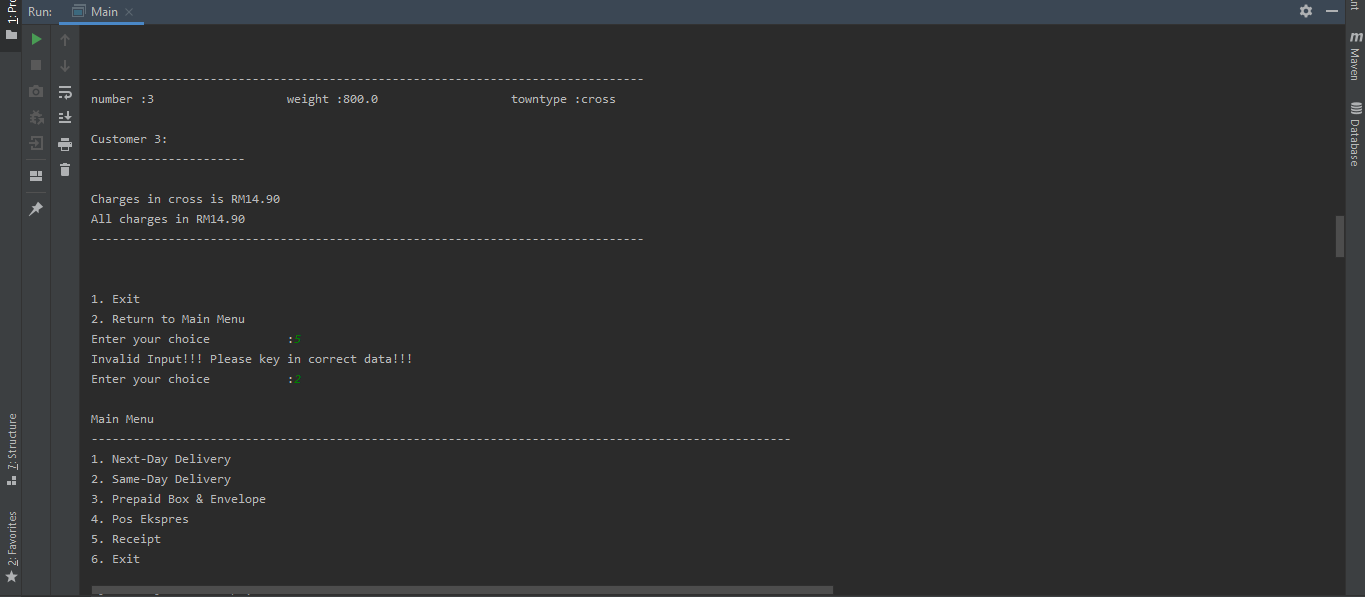 Run: Main
1: Pro
number :3 weight :800.0 towntype :cross
Customer 3:
Charges in cross is RM14.90
All charges in RM14.90
1. Exit
2. Return to Main Menu
Enter your choice :5
Invalid Input!!! Please key in correct data!!!
Enter your choice :2
Main Menu
1. Next-Day Delivery
2. Same-Day Delivery
3. Prepaid Box & Envelope
4. Pos Ekspres
5. Receipt
6. Exit
7: Structure
2: Favorites
nt
m Maven
Database